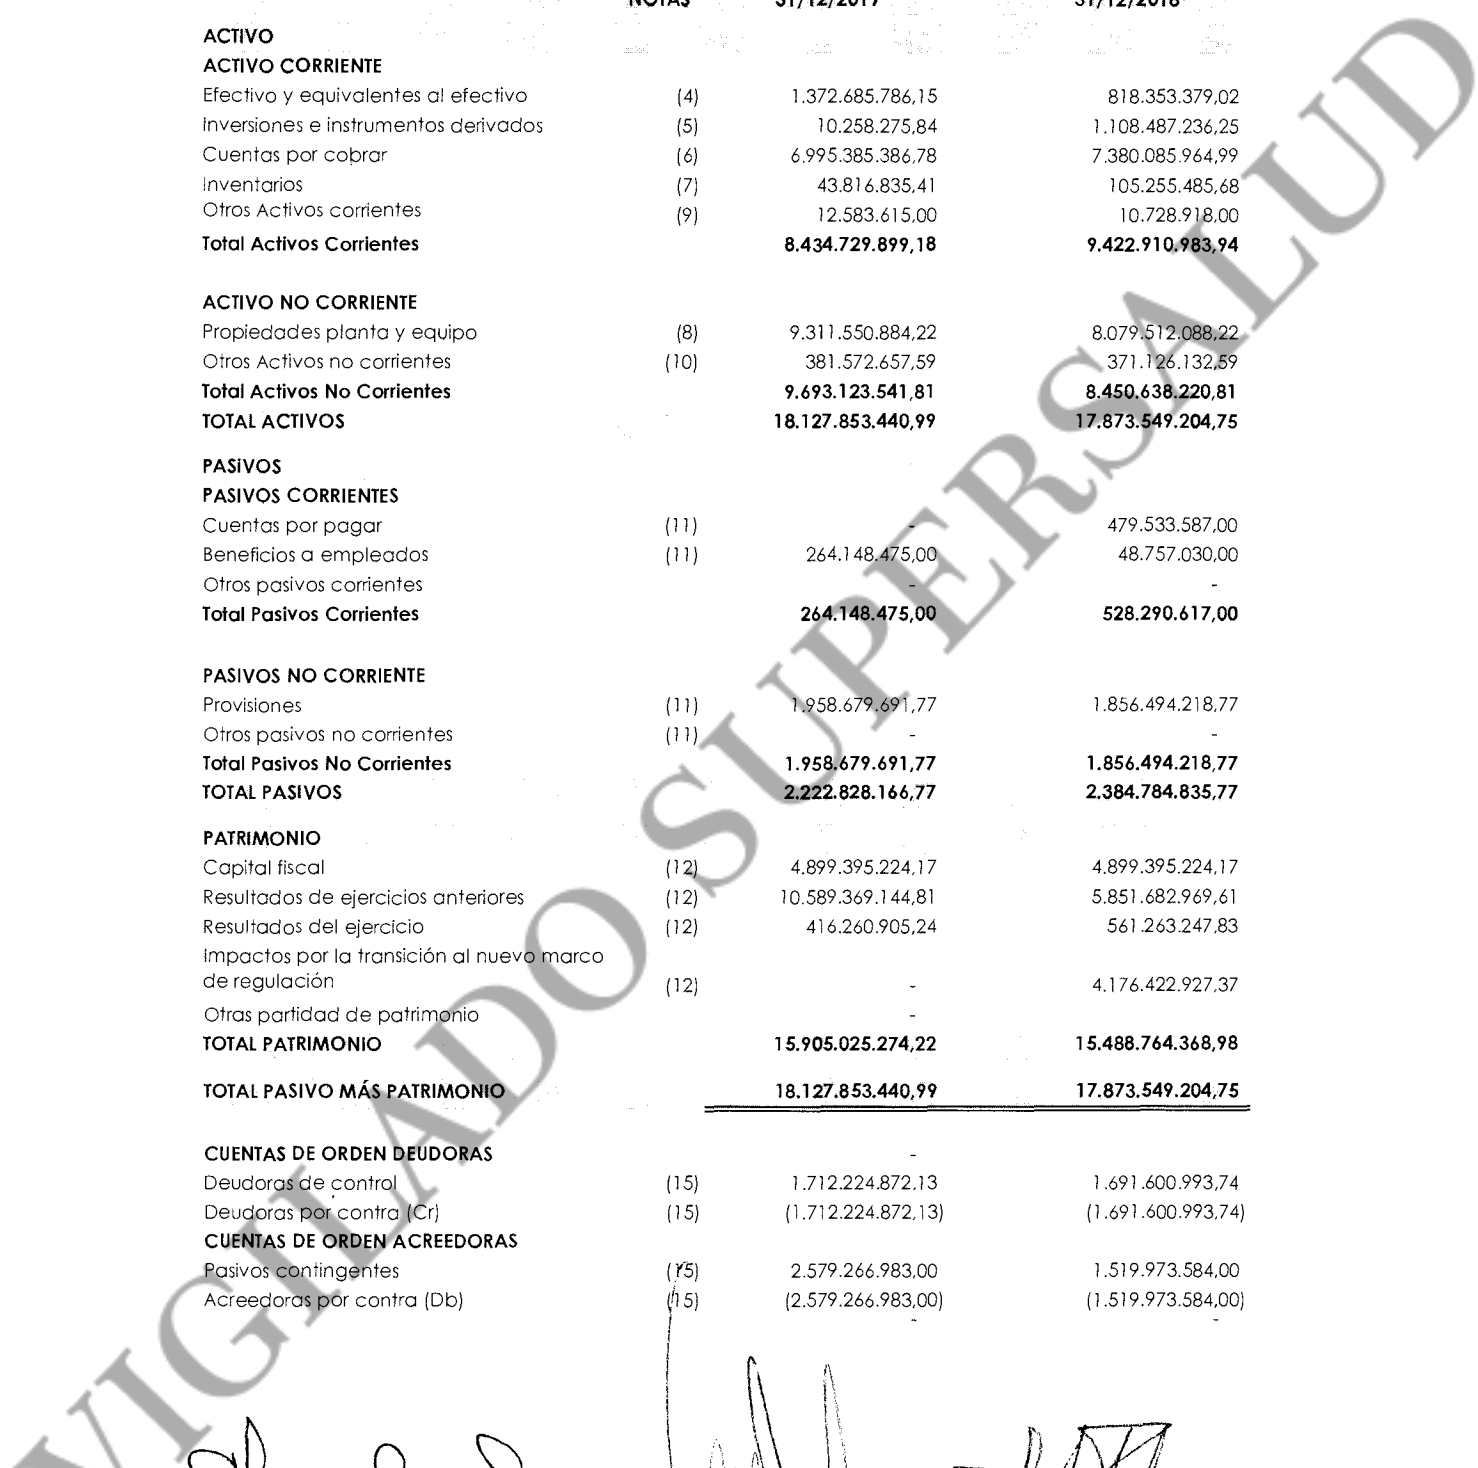 NOTAS 31/12/2017 31/12/2016
ACTIVO
ACTIVO CORRIENTE
Efectivo y equivalentes al efectivo (4) 1.372.685.786,15 818.353.379,02
Inversiones e instrumentos derivados (5) 10.258.275,84 1.108.487.236,25
Cuentas por cobrar (6) 6.995.385.386,78 7.380.085.964,99
Inventarios (7) 43.816.835,41 105.255.485,68
Otros Activos corrientes (9) 12.583.615,00 10.728.918,00
Total Activos Corrientes 8.434.729.899,18 9.422.910.983,94
ACTIVO NO CORRIENTE
Propiedades planta y equipo (8) 9.311.550.884,22 8.079.512.088,22
Otros Activos no corrientes (10) 381.572.657,59 371.126.132,59
Total Activos No Corrientes 9.693.123.541,81 8.450.638.220,81
TOTAL ACTIVOS 18.127.853.440,99 17.873.549.204,75
PASIVOS
PASIVOS CORRIENTES
Cuentas por pagar (11) - 479.533.587,00
Beneficios a empleados (11) 264.148.475,00 48.757.030,00
Otros pasivos corrientes - -
Total Pasivos Corrientes 264.148.475,00 528.290.617,00
PASIVOS NO CORRIENTE
Provisiones (11) 1.958.679.691,77 1.856.494.218,77
Otros pasivos no corrientes (11) - -
Total Pasivos No Corrientes 1.958.679.691,77 1.856.494.218,77
TOTAL PASIVOS 2.222.828.166,77 2.384.784.835,77
PATRIMONIO
Capital fiscal (12) 4.899.395.224,17 4.899.395.224,17
Resultados de ejercicios anteriores (12) 10.589.369.144,81 5.851.682.969,61
Resultados del ejercicio (12) 416.260.905,24 561.263.247,83
Impactos por la transición al nuevo marco
de regulación (12) - 4.176.422.927,37
Otras partidad de patrimonio -
TOTAL PATRIMONIO 15.905.025.274,22 15.488.764.368,98
TOTAL PASIVO MÁS PATRIMONIO 18.127.853.440,99 17.873.549.204,75
CUENTAS DE ORDEN DEUDORAS -
Deudoras de control (15) 1.712.224.872,13 1.691.600.993,74
Deudoras por contra (Cr) (15) (1.712.224.872,13) (1.691.600.993,74)
CUENTAS DE ORDEN ACREEDORAS
Pasivos contingentes (15) 2.579.266.983,00 1.519.973.584,00
Acreedoras por contra (Db) (15) (2.579.266.983,00) (1.519.973.584,00)
- -
VIGILADO SUPERSALUD